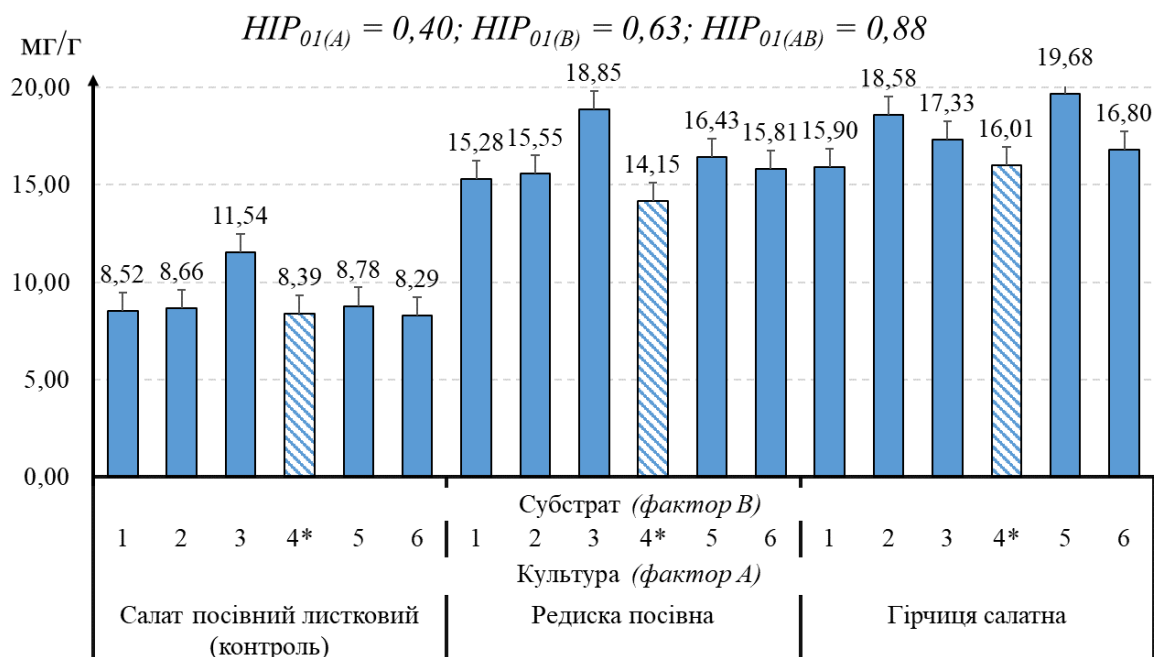 НІР01(А) = 0,40; НІР01(В) = 0,63; НІР01(АВ) = 0,88
мг/г
20,00
15,00
10,00
5,00
0,00
8,52 8,66 11,54 8,39 8,78 8,29 15,28 15,55 18,85 14,15 16,43 15,81 15,90 18,58 17,33 16,01 19,68 16,80
Субстрат (фактор В)
1 2 3 4* 5 6 1 2 3 4* 5 6 1 2 3 4* 5 6
Культура (фактор А)
Салат посівний листковий Редиска посівна Гірчиця салатна
(контроль)